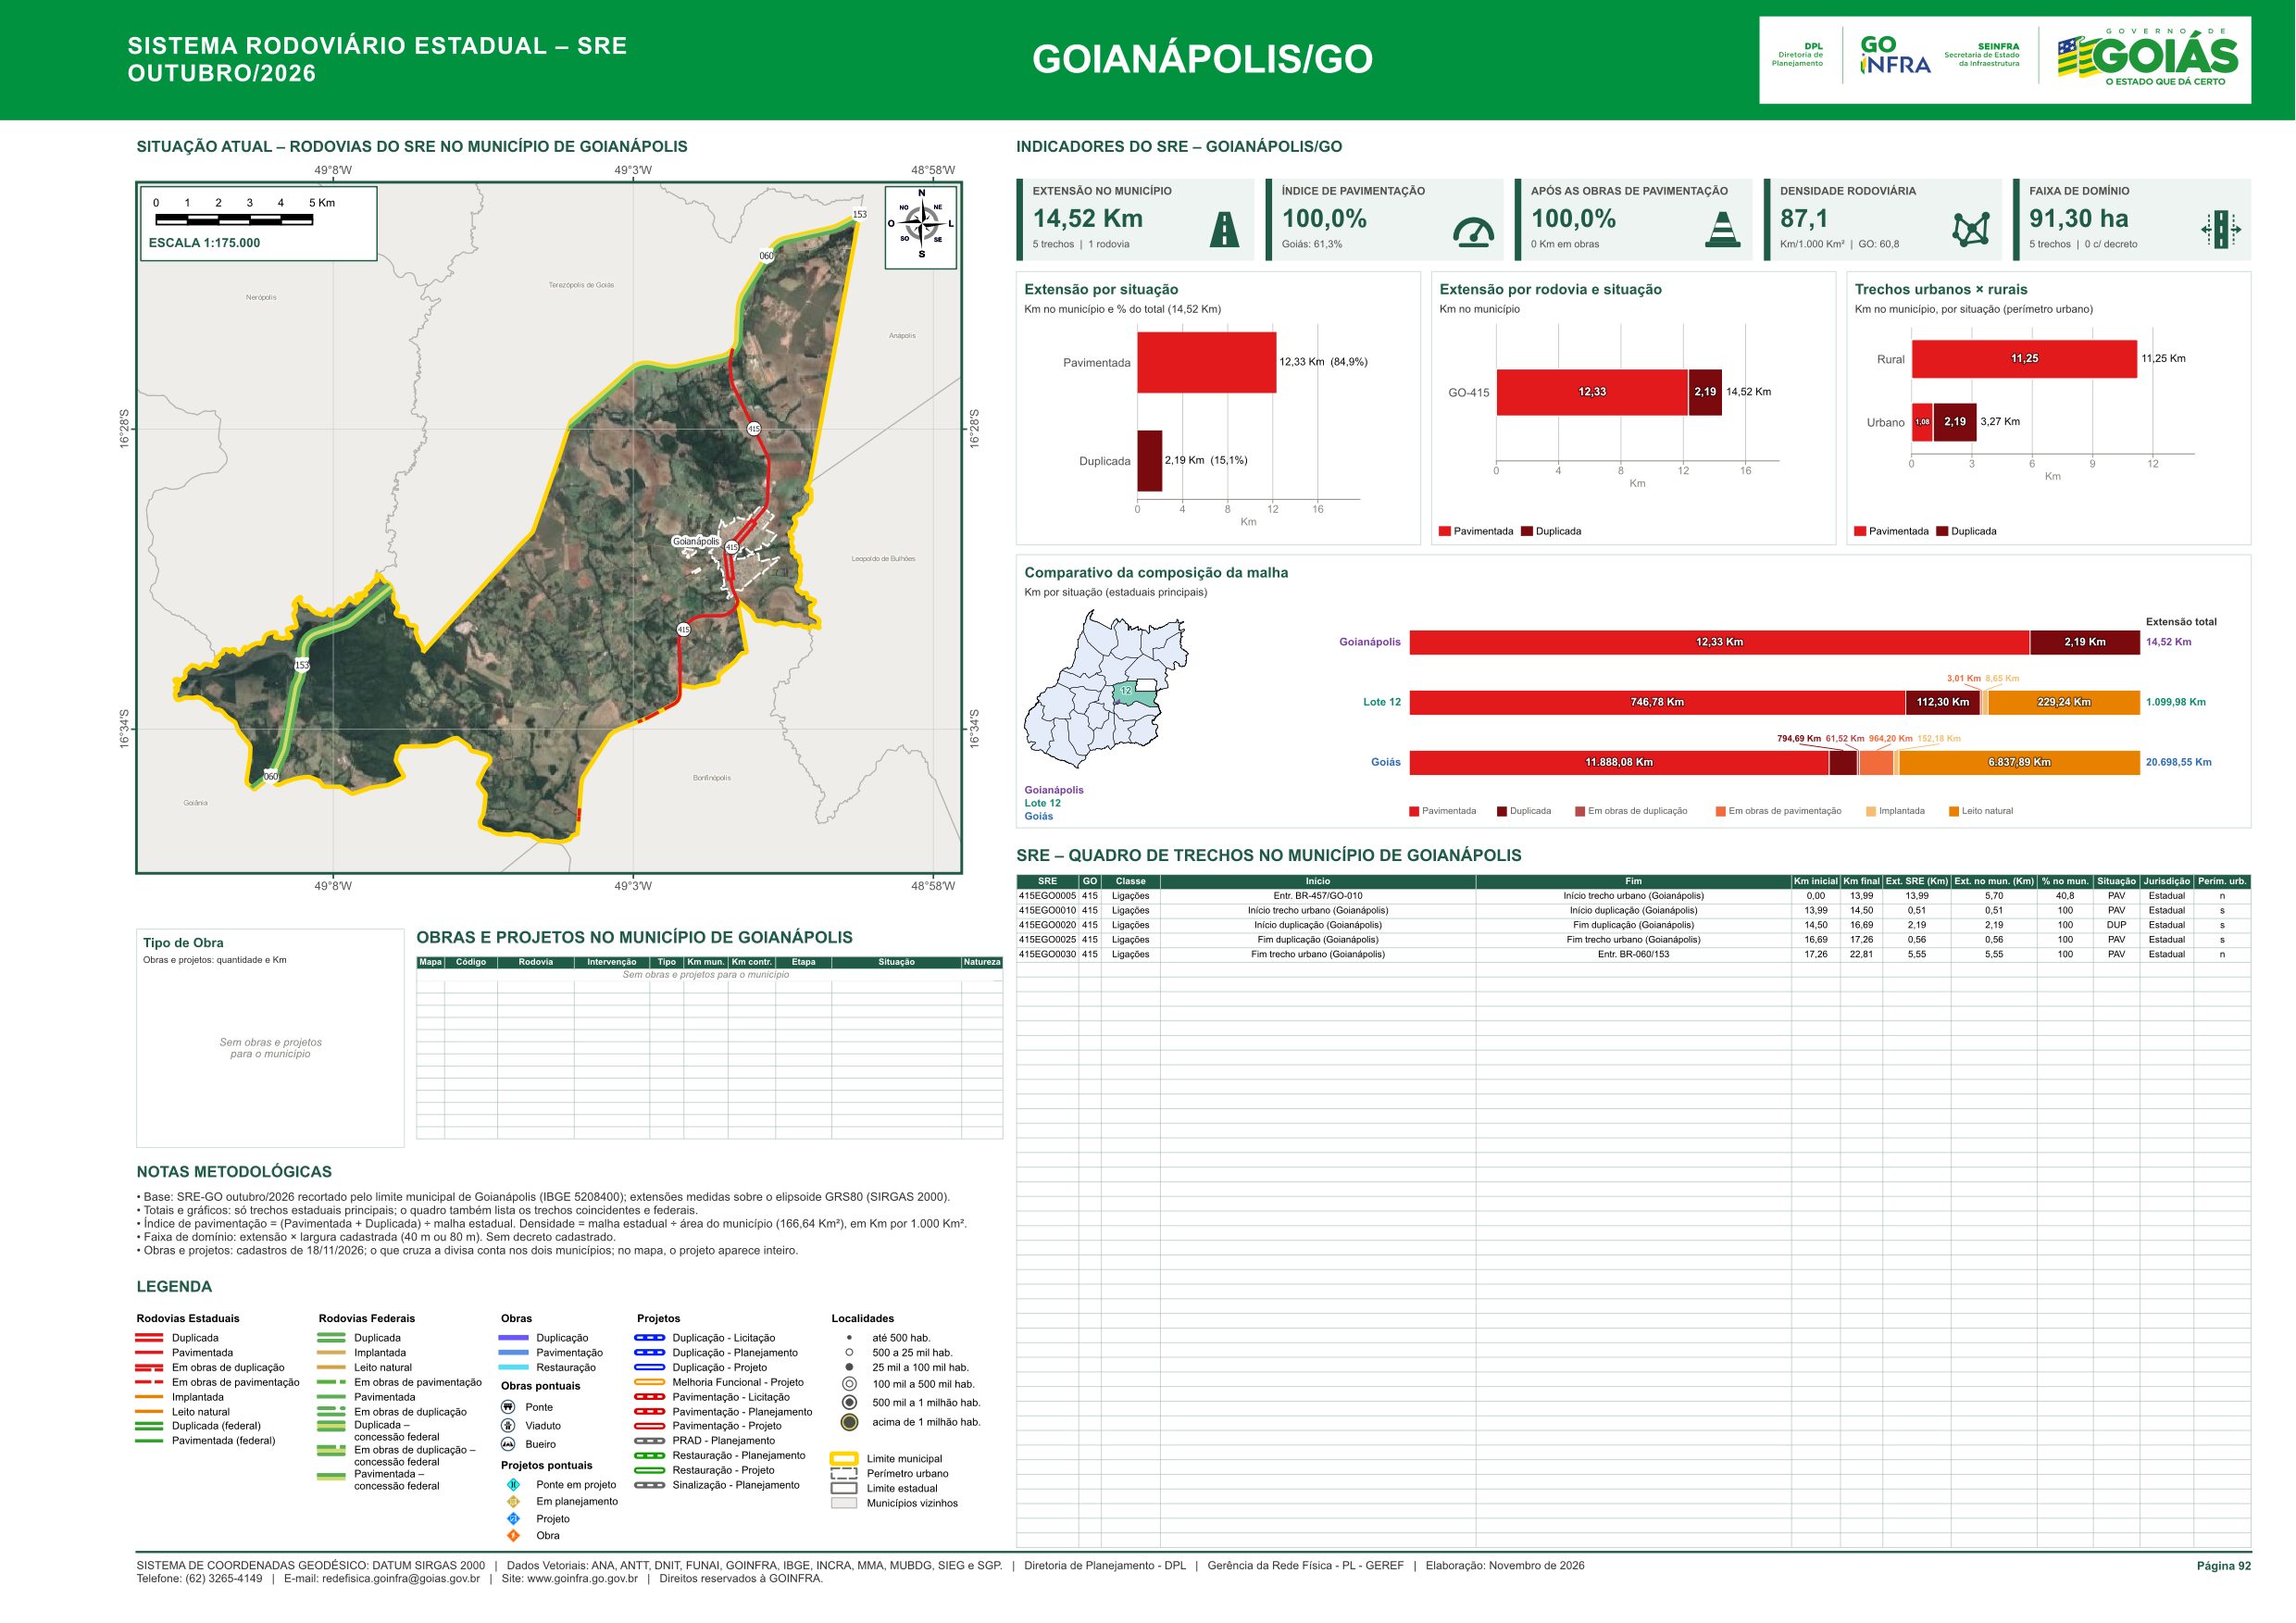 SISTEMA RODOVIÁRIO ESTADUAL – SRE
OUTUBRO/2026
GOIANÁPOLIS/GO
DPL
Diretoria de
Planejamento
GO
iNFRA
SEINFRA
Secretaria de Estado
da Infraestrutura
GOVERNO DE
GOIÁS
O ESTADO QUE DÁ CERTO
SITUAÇÃO ATUAL – RODOVIAS DO SRE NO MUNICÍPIO DE GOIANÁPOLIS
49°8'W 49°3'W 48°58'W
0 1 2 3 4 5 Km
ESCALA 1:175.000
N
NO NE
O L
SO SE
S
153
060
Nerópolis
Terezópolis de Goiás
Anápolis
16°28'S 16°28'S
415
Goianápolis
415
Leopoldo de Bulhões
415
153
16°34'S 16°34'S
060
Goiânia
Bonfinópolis
49°8'W 49°3'W 48°58'W
INDICADORES DO SRE – GOIANÁPOLIS/GO
EXTENSÃO NO MUNICÍPIO
14,52 Km
5 trechos | 1 rodovia
ÍNDICE DE PAVIMENTAÇÃO
100,0%
Goiás: 61,3%
APÓS AS OBRAS DE PAVIMENTAÇÃO
100,0%
0 Km em obras
DENSIDADE RODOVIÁRIA
87,1
Km/1.000 Km² | GO: 60,8
FAIXA DE DOMÍNIO
91,30 ha
5 trechos | 0 c/ decreto
Extensão por situação
Km no município e % do total (14,52 Km)
Pavimentada 12,33 Km (84,9%)
Duplicada 2,19 Km (15,1%)
0 4 8 12 16
Km
Extensão por rodovia e situação
Km no município
GO-415 12,33 2,19 14,52 Km
0 4 8 12 16
Km
Pavimentada Duplicada
Trechos urbanos × rurais
Km no município, por situação (perímetro urbano)
Rural 11,25 11,25 Km
Urbano 1,08 2,19 3,27 Km
0 3 6 9 12
Km
Pavimentada Duplicada
Comparativo da composição da malha
Km por situação (estaduais principais)
12
Goianápolis
Lote 12
Goiás
Extensão total
Goianápolis 12,33 Km 2,19 Km 14,52 Km
3,01 Km 8,65 Km
Lote 12 746,78 Km 112,30 Km 229,24 Km 1.099,98 Km
794,69 Km 61,52 Km 964,20 Km 152,18 Km
Goiás 11.888,08 Km 6.837,89 Km 20.698,55 Km
Pavimentada Duplicada Em obras de duplicação Em obras de pavimentação Implantada Leito natural
SRE – QUADRO DE TRECHOS NO MUNICÍPIO DE GOIANÁPOLIS
SRE GO Classe Início Fim Km inicial Km final Ext. SRE (Km) Ext. no mun. (Km) % no mun. Situação Jurisdição Perím. urb.
415EGO0005 415 Ligações Entr. BR-457/GO-010 Início trecho urbano (Goianápolis) 0,00 13,99 13,99 5,70 40,8 PAV Estadual n
415EGO0010 415 Ligações Início trecho urbano (Goianápolis) Início duplicação (Goianápolis) 13,99 14,50 0,51 0,51 100 PAV Estadual s
415EGO0020 415 Ligações Início duplicação (Goianápolis) Fim duplicação (Goianápolis) 14,50 16,69 2,19 2,19 100 DUP Estadual s
415EGO0025 415 Ligações Fim duplicação (Goianápolis) Fim trecho urbano (Goianápolis) 16,69 17,26 0,56 0,56 100 PAV Estadual s
415EGO0030 415 Ligações Fim trecho urbano (Goianápolis) Entr. BR-060/153 17,26 22,81 5,55 5,55 100 PAV Estadual n
Tipo de Obra
Obras e projetos: quantidade e Km
Sem obras e projetos
para o município
OBRAS E PROJETOS NO MUNICÍPIO DE GOIANÁPOLIS
Mapa Código Rodovia Intervenção Tipo Km mun. Km contr. Etapa Situação Natureza
Sem obras e projetos para o município
NOTAS METODOLÓGICAS
• Base: SRE-GO outubro/2026 recortado pelo limite municipal de Goianápolis (IBGE 5208400); extensões medidas sobre o elipsoide GRS80 (SIRGAS 2000).
• Totais e gráficos: só trechos estaduais principais; o quadro também lista os trechos coincidentes e federais.
• Índice de pavimentação = (Pavimentada + Duplicada) ÷ malha estadual. Densidade = malha estadual ÷ área do município (166,64 Km²), em Km por 1.000 Km².
• Faixa de domínio: extensão × largura cadastrada (40 m ou 80 m). Sem decreto cadastrado.
• Obras e projetos: cadastros de 18/11/2026; o que cruza a divisa conta nos dois municípios; no mapa, o projeto aparece inteiro.
LEGENDA
Rodovias Estaduais
Duplicada
Pavimentada
Em obras de duplicação
Em obras de pavimentação
Implantada
Leito natural
Duplicada (federal)
Pavimentada (federal)
Rodovias Federais
Duplicada
Implantada
Leito natural
Em obras de pavimentação
Pavimentada
Em obras de duplicação
Duplicada –
concessão federal
Em obras de duplicação –
concessão federal
Pavimentada –
concessão federal
Obras
Duplicação
Pavimentação
Restauração
Obras pontuais
Ponte
Viaduto
Bueiro
Projetos pontuais
Ponte em projeto
Em planejamento
Projeto
Obra
Projetos
Duplicação - Licitação
Duplicação - Planejamento
Duplicação - Projeto
Melhoria Funcional - Projeto
Pavimentação - Licitação
Pavimentação - Planejamento
Pavimentação - Projeto
PRAD - Planejamento
Restauração - Planejamento
Restauração - Projeto
Sinalização - Planejamento
Localidades
até 500 hab.
500 a 25 mil hab.
25 mil a 100 mil hab.
100 mil a 500 mil hab.
500 mil a 1 milhão hab.
acima de 1 milhão hab.
Limite municipal
Perímetro urbano
Limite estadual
Municípios vizinhos
SISTEMA DE COORDENADAS GEODÉSICO: DATUM SIRGAS 2000 | Dados Vetoriais: ANA, ANTT, DNIT, FUNAI, GOINFRA, IBGE, INCRA, MMA, MUBDG, SIEG e SGP. | Diretoria de Planejamento - DPL | Gerência da Rede Física - PL - GEREF | Elaboração: Novembro de 2026
Página 92
Telefone: (62) 3265-4149 | E-mail: redefisica.goinfra@goias.gov.br | Site: www.goinfra.go.gov.br | Direitos reservados à GOINFRA.